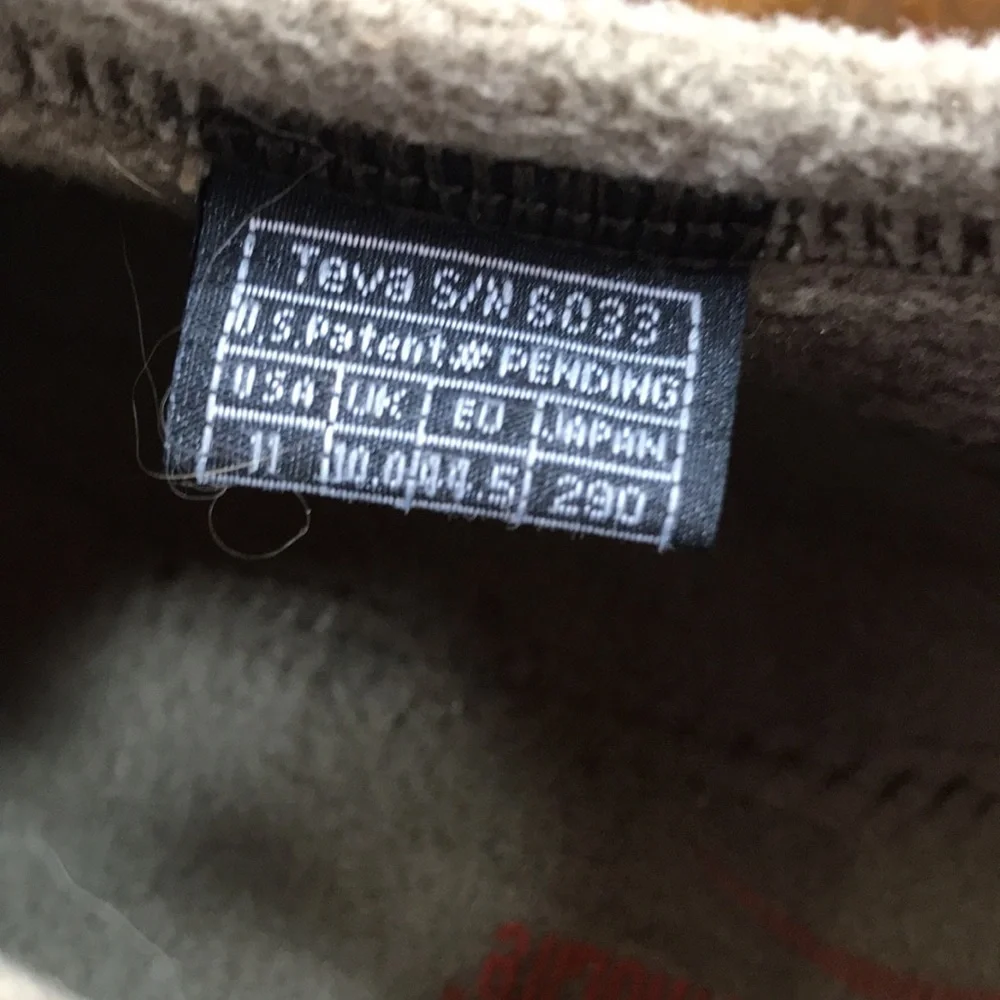 Teva S/N 6033
U.S Patent# PENDING
USA UK EU JAPAN
11 10.0 44.5 290